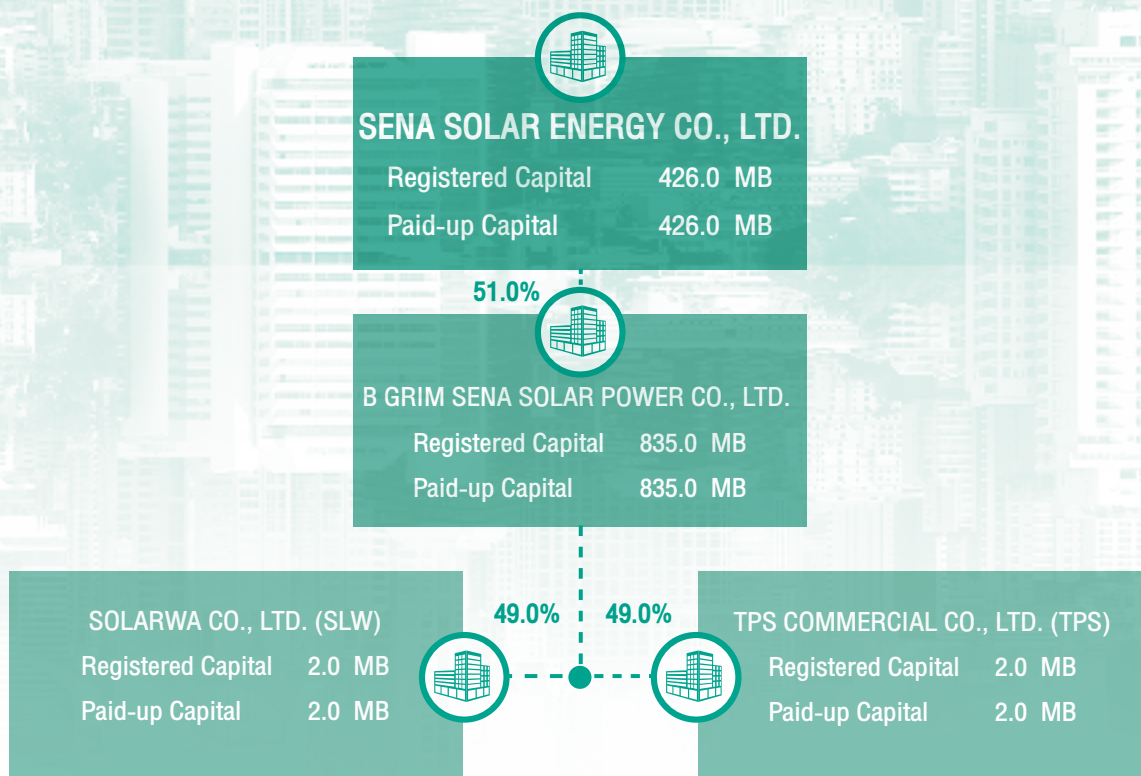 SENA SOLAR ENERGY CO., LTD.
Registered Capital 426.0 MB
Paid-up Capital 426.0 MB
51.0%
B GRIM SENA SOLAR POWER CO., LTD.
Registered Capital 835.0 MB
Paid-up Capital 835.0 MB
49.0% 49.0%
SOLARWA CO., LTD. (SLW)
Registered Capital 2.0 MB
Paid-up Capital 2.0 MB
TPS COMMERCIAL CO., LTD. (TPS)
Registered Capital 2.0 MB
Paid-up Capital 2.0 MB